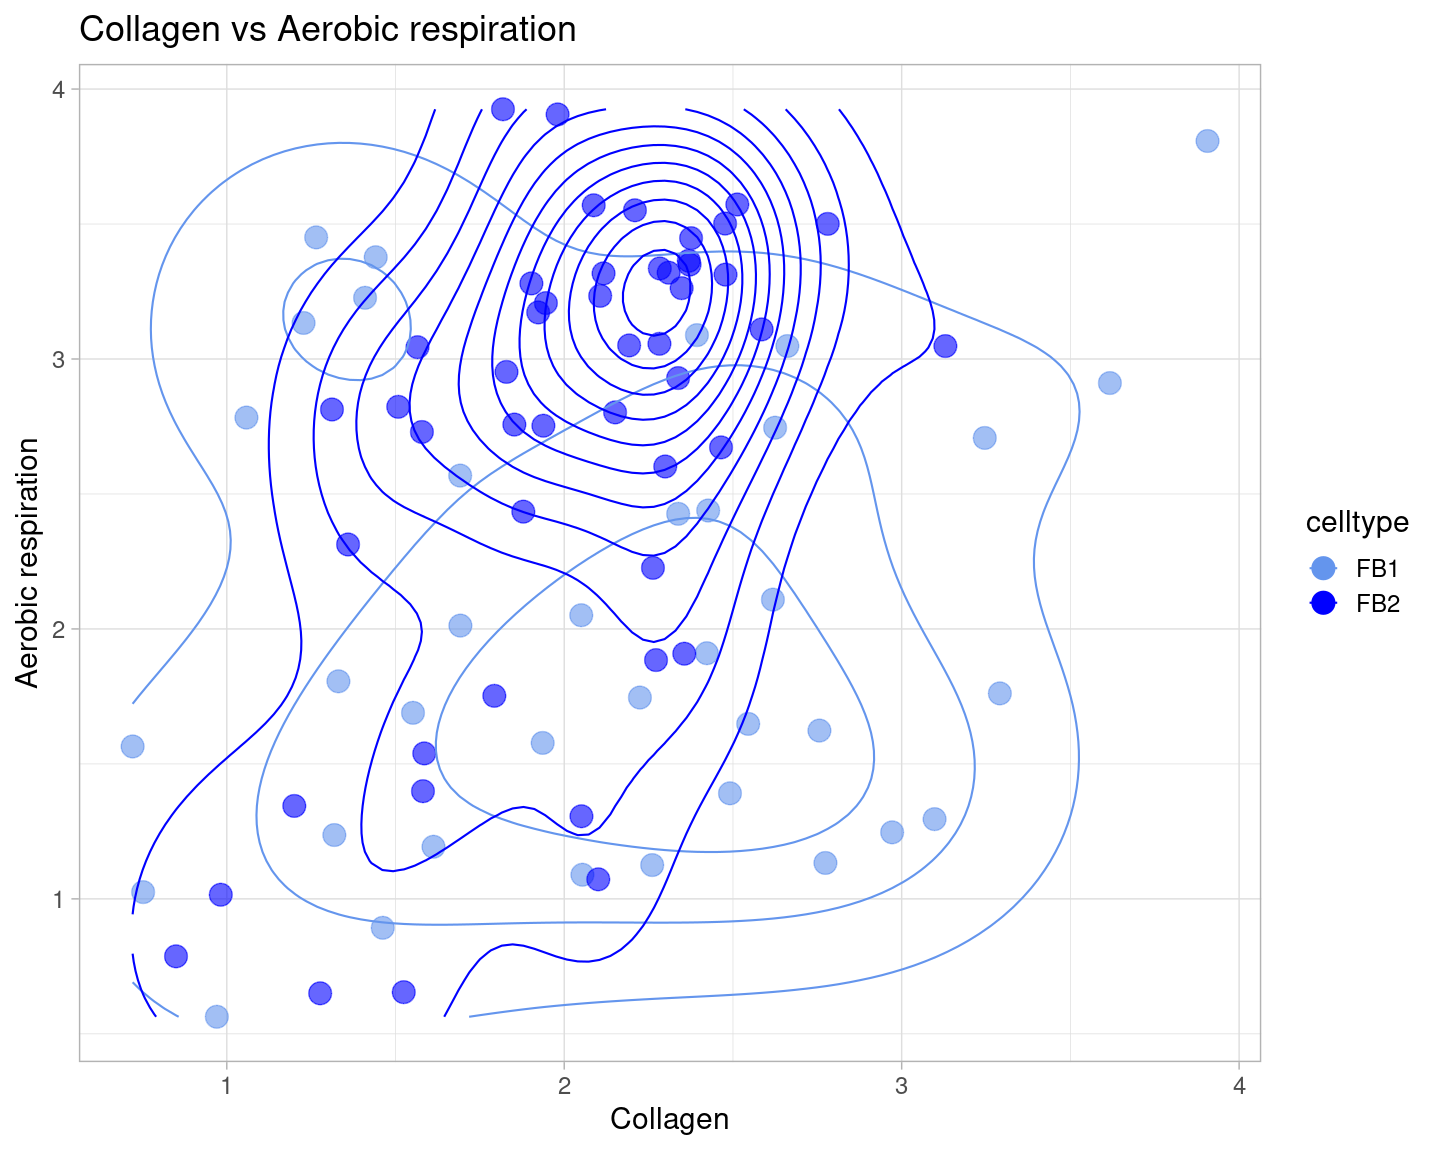 Collagen vs Aerobic respiration
4
3
2
1
Aerobic respiration
1 2 3 4
Collagen
celltype
FB1
FB2